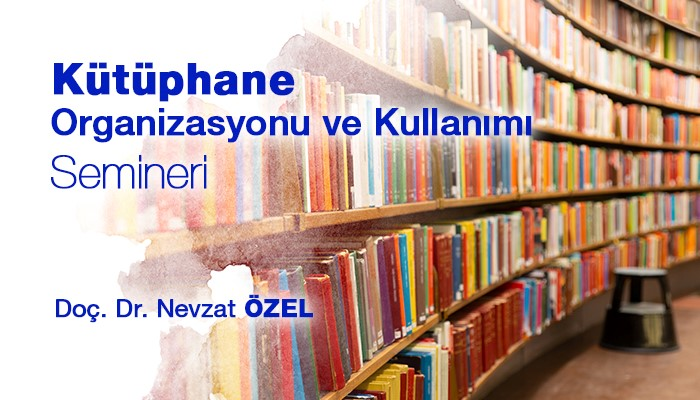 Kütüphane
Organizasyonu ve Kullanımı
Semineri
Doç. Dr. Nevzat ÖZEL